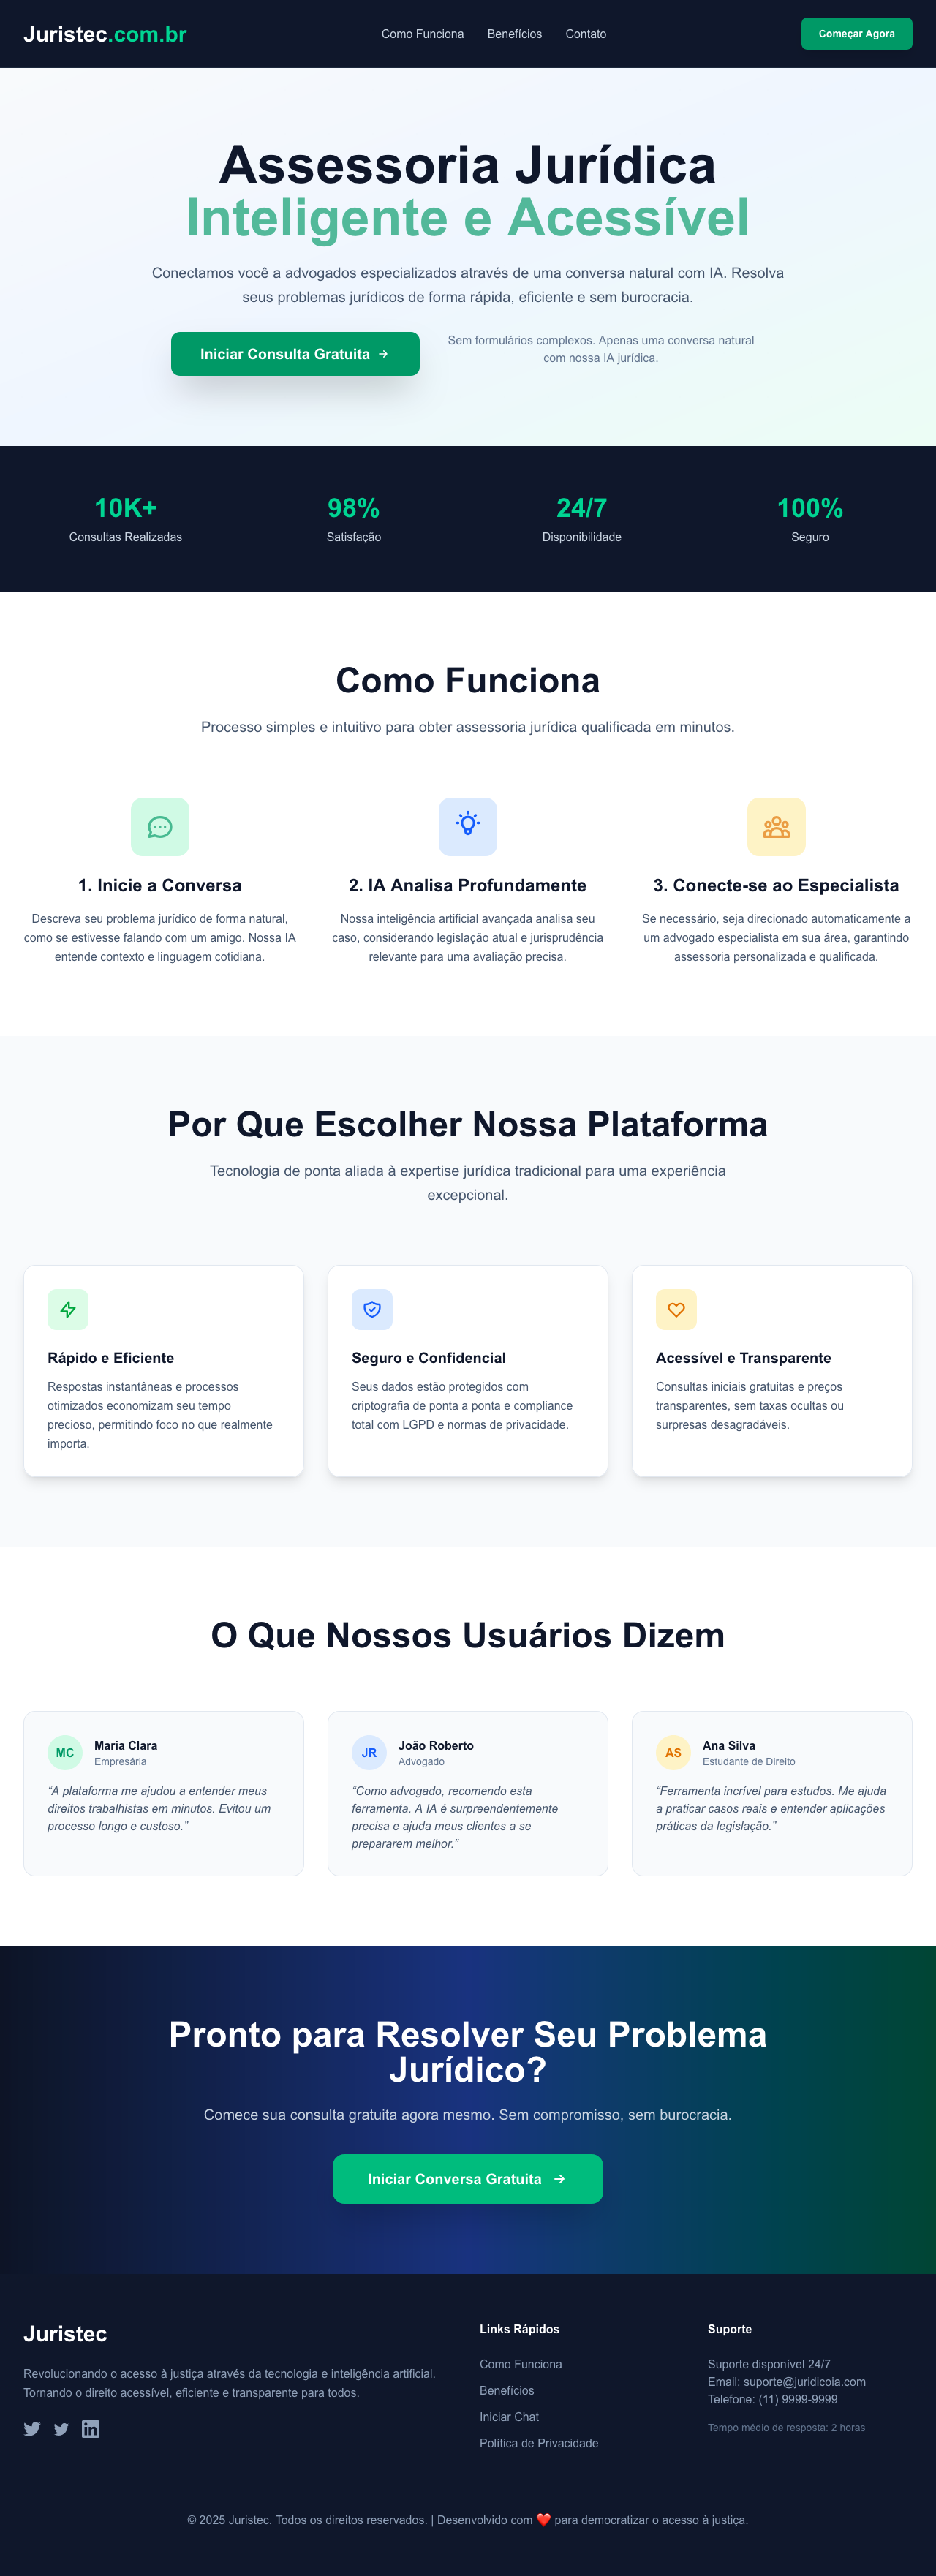 Juristec.com.br
Como Funciona
Benefícios
Contato
Começar Agora
Assessoria Jurídica
Inteligente e Acessível
Conectamos você a advogados especializados através de uma conversa natural com IA. Resolva
seus problemas jurídicos de forma rápida, eficiente e sem burocracia.
Iniciar Consulta Gratuita →
Sem formulários complexos. Apenas uma conversa natural
com nossa IA jurídica.
10K+
Consultas Realizadas
98%
Satisfação
24/7
Disponibilidade
100%
Seguro
Como Funciona
Processo simples e intuitivo para obter assessoria jurídica qualificada em minutos.
1. Inicie a Conversa
Descreva seu problema jurídico de forma natural,
como se estivesse falando com um amigo. Nossa IA
entende contexto e linguagem cotidiana.
2. IA Analisa Profundamente
Nossa inteligência artificial avançada analisa seu
caso, considerando legislação atual e jurisprudência
relevante para uma avaliação precisa.
3. Conecte-se ao Especialista
Se necessário, seja direcionado automaticamente a
um advogado especialista em sua área, garantindo
assessoria personalizada e qualificada.
Por Que Escolher Nossa Plataforma
Tecnologia de ponta aliada à expertise jurídica tradicional para uma experiência
excepcional.
Rápido e Eficiente
Respostas instantâneas e processos
otimizados economizam seu tempo
precioso, permitindo foco no que realmente
importa.
Seguro e Confidencial
Seus dados estão protegidos com
criptografia de ponta a ponta e compliance
total com LGPD e normas de privacidade.
Acessível e Transparente
Consultas iniciais gratuitas e preços
transparentes, sem taxas ocultas ou
surpresas desagradáveis.
O Que Nossos Usuários Dizem
MC
Maria Clara
Empresária
“A plataforma me ajudou a entender meus
direitos trabalhistas em minutos. Evitou um
processo longo e custoso.”
JR
João Roberto
Advogado
“Como advogado, recomendo esta
ferramenta. A IA é surpreendentemente
precisa e ajuda meus clientes a se
prepararem melhor.”
AS
Ana Silva
Estudante de Direito
“Ferramenta incrível para estudos. Me ajuda
a praticar casos reais e entender aplicações
práticas da legislação.”
Pronto para Resolver Seu Problema
Jurídico?
Comece sua consulta gratuita agora mesmo. Sem compromisso, sem burocracia.
Iniciar Conversa Gratuita →
Juristec
Revolucionando o acesso à justiça através da tecnologia e inteligência artificial.
Tornando o direito acessível, eficiente e transparente para todos.
Links Rápidos
Como Funciona
Benefícios
Iniciar Chat
Política de Privacidade
Suporte
Suporte disponível 24/7
Email: suporte@juridicoia.com
Telefone: (11) 9999-9999
Tempo médio de resposta: 2 horas
© 2025 Juristec. Todos os direitos reservados. | Desenvolvido com ❤️ para democratizar o acesso à justiça.